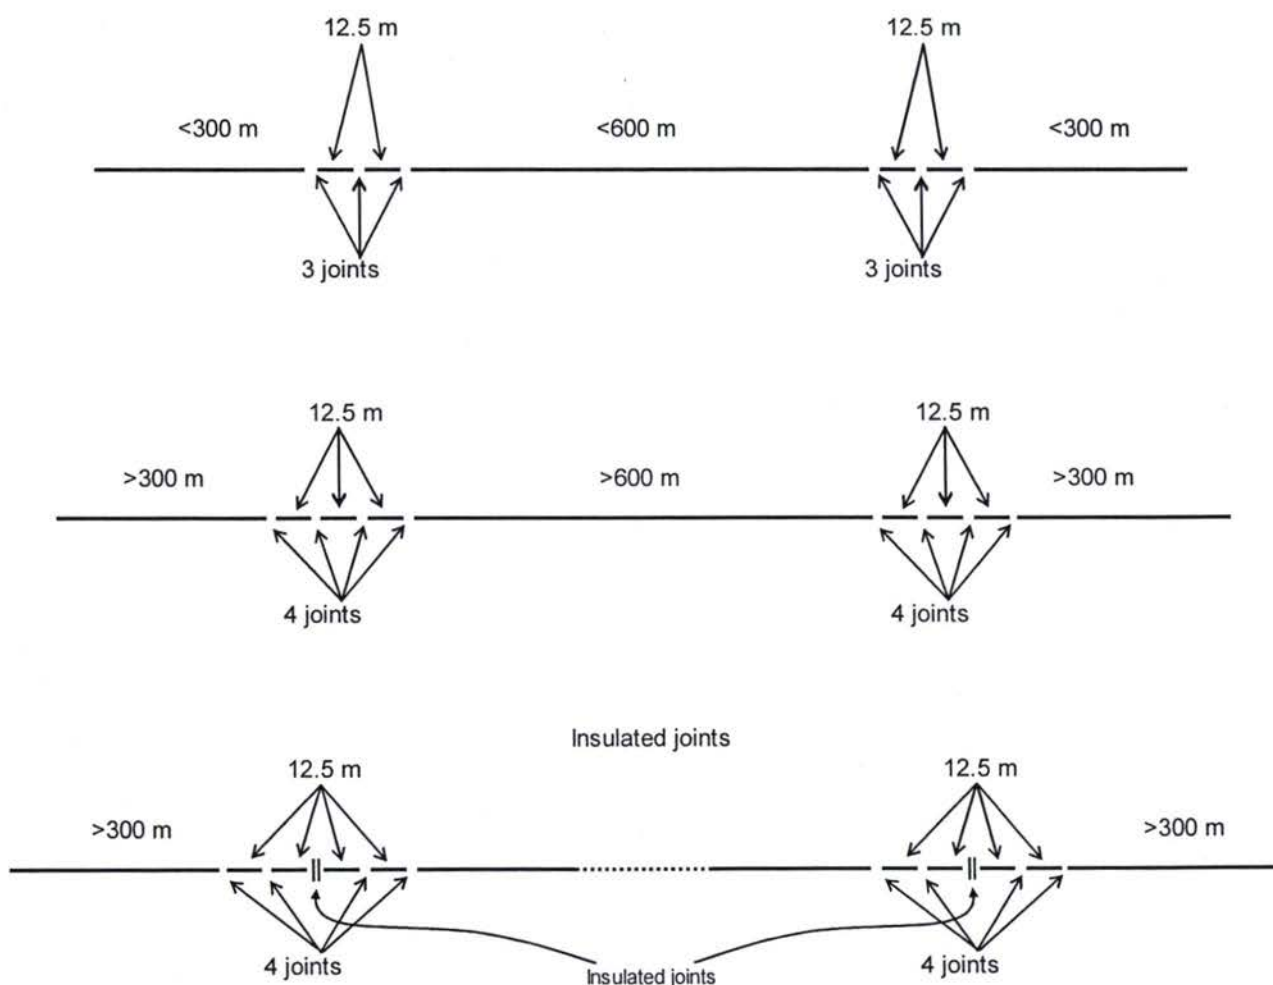 12.5 m 12.5 m
<300 m <600 m <300 m
3 joints 3 joints
12.5 m 12.5 m
>300 m >600 m >300 m
4 joints 4 joints
Insulated joints
12.5 m 12.5 m
>300 m >300 m
4 joints Insulated joints 4 joints